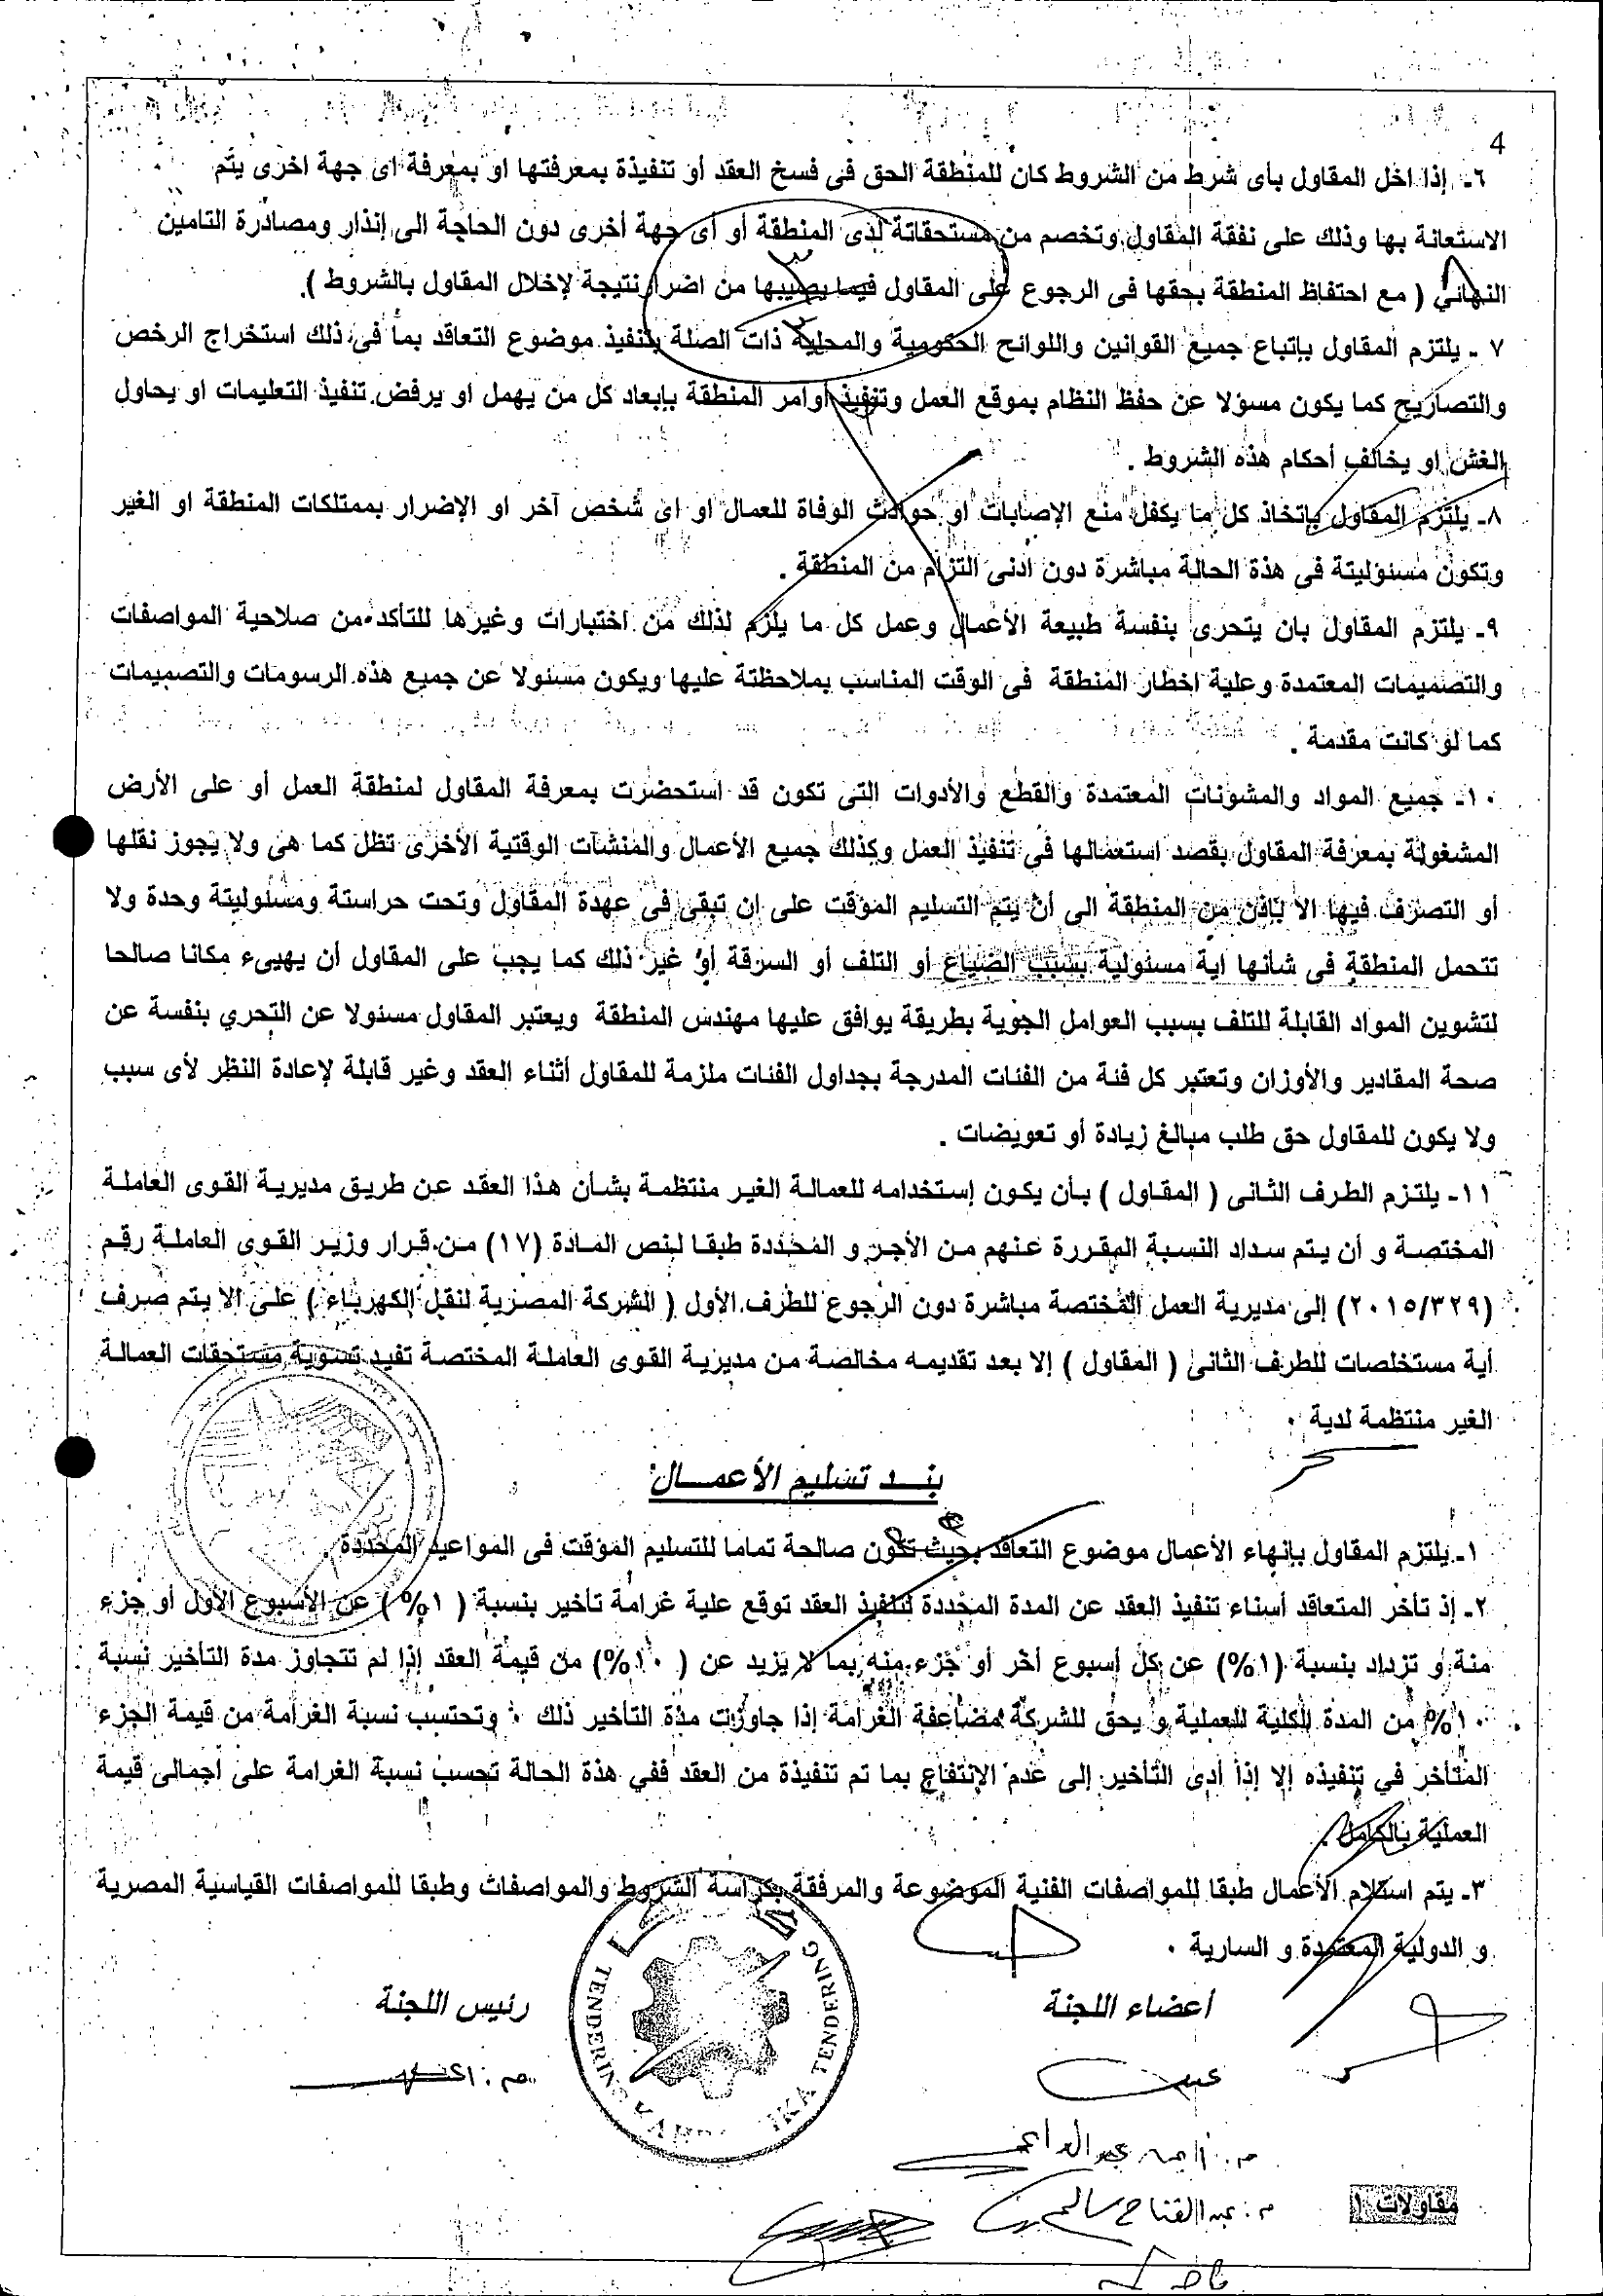 4
٦- إذا اخل المقاول بأى شرط من الشروط كان للمنطقة الحق فى فسخ العقد أو تنفيذة بمعرفتها او بمعرفة اى جهة اخرى يتم
الاستعانة بها وذلك على نفقة المقاول وتخصم من مستحقاتة لدى المنطقة أو أى جهة أخرى دون الحاجة الى إنذار ومصادرة التامين
النهائي ( مع احتفاظ المنطقة بحقها فى الرجوع على المقاول فيما يصيبها من اضرار نتيجة لإخلال المقاول بالشروط ).
٧ - يلتزم المقاول بإتباع جميع القوانين واللوائح الحكومية والمحلية ذات الصلة بتنفيذ موضوع التعاقد بما فى ذلك استخراج الرخص
والتصاريح كما يكون مسؤلا عن حفظ النظام بموقع العمل وتنفيذ اوامر المنطقة بإبعاد كل من يهمل او يرفض تنفيذ التعليمات او يحاول
الغش او يخالف أحكام هذه الشروط .
٨- يلتزم المقاول بإتخاذ كل ما يكفل منع الإصابات او حوادث الوفاة للعمال او اى شخص آخر او الإضرار بممتلكات المنطقة او الغير
وتكون مسئوليتة فى هذة الحالة مباشرة دون ادنى التزام من المنطقة .
٩- يلتزم المقاول بان يتحرى بنفسة طبيعة الأعمال وعمل كل ما يلزم لذلك من اختبارات وغيرها للتأكد من صلاحية المواصفات
والتصميمات المعتمدة وعلية اخطار المنطقة فى الوقت المناسب بملاحظتة عليها ويكون مسئولا عن جميع هذه الرسومات والتصميمات
كما لو كانت مقدمة .
١٠- جميع المواد والمشونات المعتمدة والقطع والأدوات التى تكون قد استحضرت بمعرفة المقاول لمنطقة العمل أو على الأرض
المشغولة بمعرفة المقاول بقصد استعمالها فى تنفيذ العمل وكذلك جميع الأعمال والمنشآت الوقتية الأخرى تظل كما هى ولا يجوز نقلها
أو التصرف فيها الا بإذن من المنطقة الى أن يتم التسليم المؤقت على ان تبقى فى عهدة المقاول وتحت حراستة ومسئوليتة وحدة ولا
تتحمل المنطقة فى شأنها اية مسئولية بسبب الضياع أو التلف أو السرقة أو غير ذلك كما يجب على المقاول أن يهيىء مكانا صالحا
لتشوين المواد القابلة للتلف بسبب العوامل الجوية بطريقة يوافق عليها مهندس المنطقة ويعتبر المقاول مسئولا عن التحري بنفسة عن
صحة المقادير والأوزان وتعتبر كل فئة من الفئات المدرجة بجداول الفئات ملزمة للمقاول أثناء العقد وغير قابلة لإعادة النظر لأى سبب
ولا يكون للمقاول حق طلب مبالغ زيادة أو تعويضات .
١١- يلتزم الطرف الثانى ( المقاول ) بأن يكون إستخدامه للعمالة الغير منتظمة بشأن هذا العقد عن طريق مديرية القوى العاملة
المختصة و أن يتم سداد النسبة المقررة عنهم من الأجر و المحددة طبقا لنص المادة (١٧) من قرار وزير القوى العاملة رقم
(٢٠١٥/٣٢٩) إلى مديرية العمل المختصة مباشرة دون الرجوع للطرف الأول ( الشركة المصرية لنقل الكهرباء ) على الا يتم صرف
أية مستخلصات للطرف الثانى ( المقاول ) إلا بعد تقديمه مخالصة من مديرية القوى العاملة المختصة تفيد تسوية مستحقات العمالة
الغير منتظمة لدية .
بنـــد تسليم الأعمـــال:
١- يلتزم المقاول بإنهاء الأعمال موضوع التعاقد بحيث تكون صالحة تماما للتسليم المؤقت فى المواعيد المحددة .
٢- إذ تأخر المتعاقد أسناء تنفيذ العقد عن المدة المحددة لتنفيذ العقد توقع علية غرامة تأخير بنسبة ( ١% ) عن الأسبوع الأول أو جزء
منة و تزداد بنسبة (١%) عن كل أسبوع أخر أو جزء منه بما لا يزيد عن ( ١٠%) من قيمة العقد إذا لم تتجاوز مدة التأخير نسبة
١٠% من المدة الكلية للعملية و يحق للشركة مضاعفة الغرامة إذا جاوزت مدة التأخير ذلك . وتحتسب نسبة الغرامة من قيمة الجزء
المتأخر في تنفيذه إلا إذا أدى التأخير إلى عدم الإنتفاع بما تم تنفيذة من العقد ففي هذة الحالة تحسب نسبة الغرامة على اجمالى قيمة
العملية بالكامل .
٣- يتم استلام الأعمال طبقا للمواصفات الفنية الموضوعة والمرفقة بكراسة الشروط والمواصفات وطبقا للمواصفات القياسية المصرية
و الدولية المعتمدة و السارية .
أعضاء اللجنة
رئيس اللجنة
TENDERING
TENDERING
م: عبد الفتاح سالم
مقاولات ١